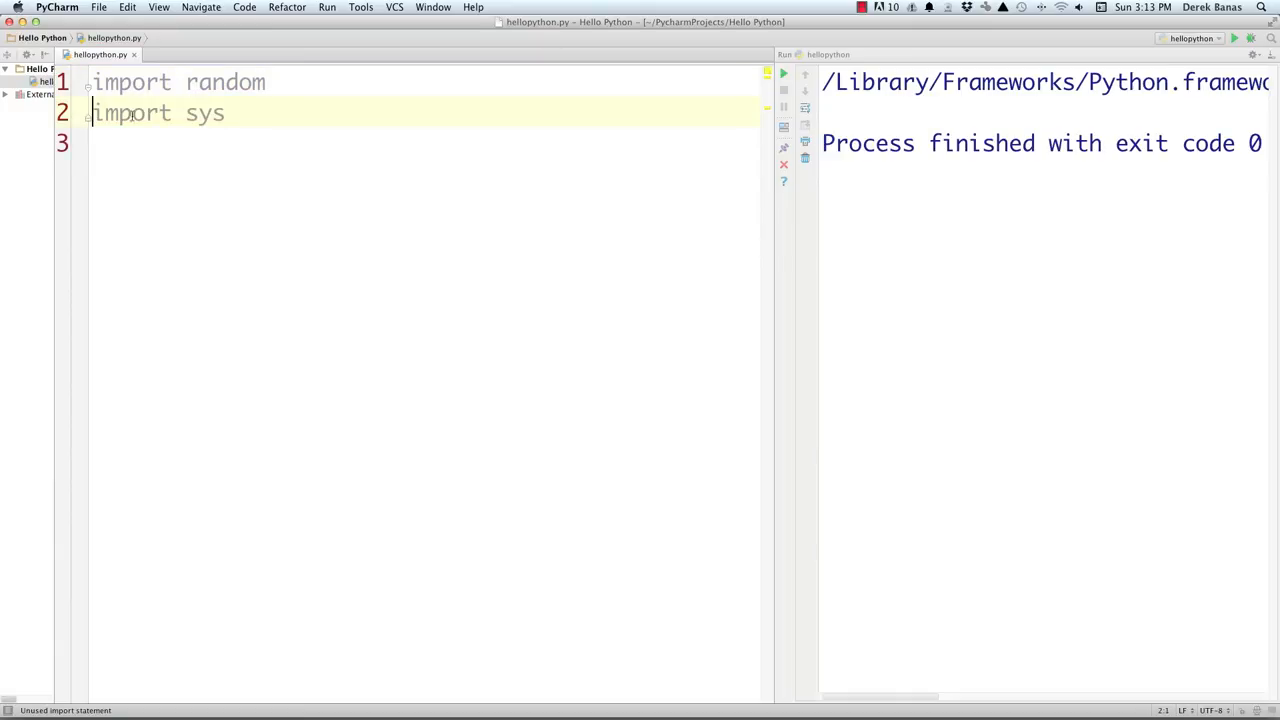 PyCharm File Edit View Navigate Code Refactor Run Tools VCS Window Help 10 Sun 3:13 PM Derek Banas
hellopython.py – Hello Python – [~/PycharmProjects/Hello Python]
Hello Python hellopython.py hellopython
hellopython.py Run hellopython
Hello P
hell
Externa
1 import random
2 import sys
3
/Library/Frameworks/Python.framewo
Process finished with exit code 0
Unused import statement 2:1 LF UTF-8